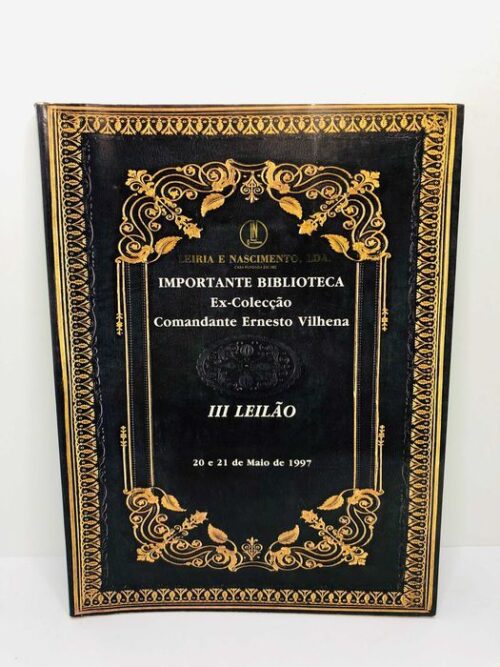 LEIRIA E NASCIMENTO, LDA.
IMPORTANTE BIBLIOTECA
Ex-Colecção
Comandante Ernesto Vilhena
III LEILÃO
20 e 21 de Maio de 1997